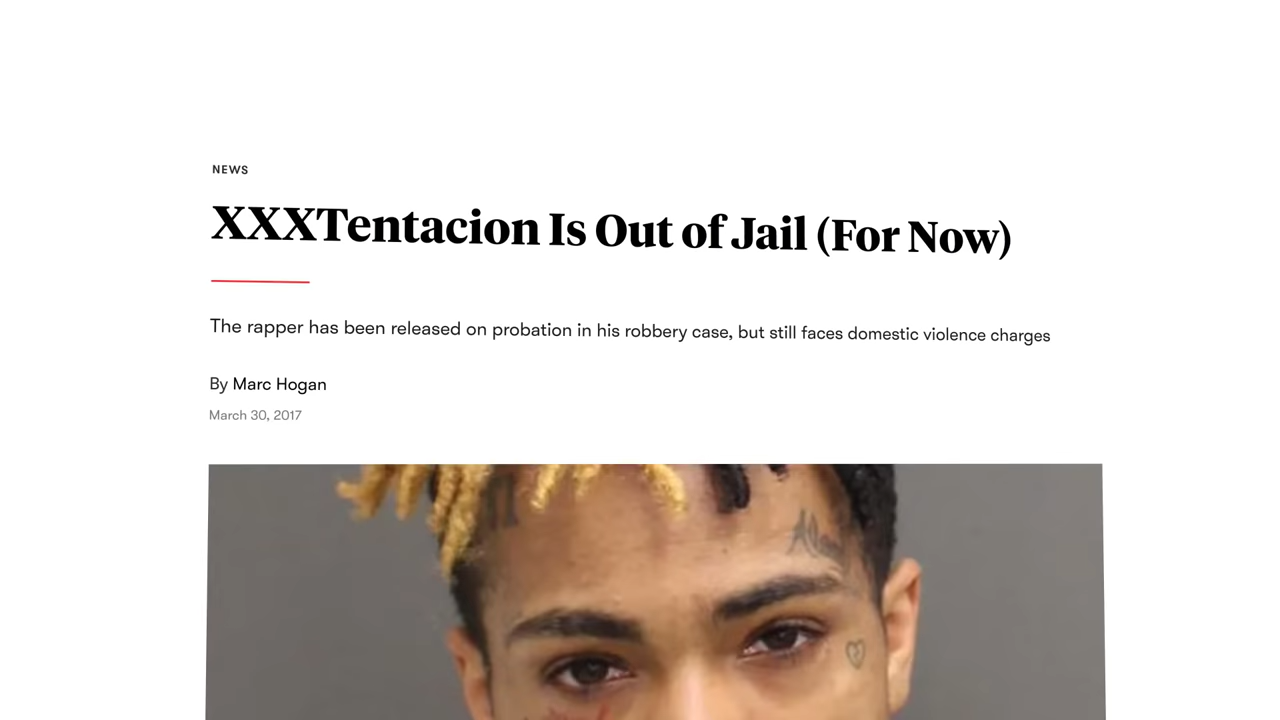 NEWS
XXXTentacion Is Out of Jail (For Now)
The rapper has been released on probation in his robbery case, but still faces domestic violence charges
By Marc Hogan
March 30, 2017